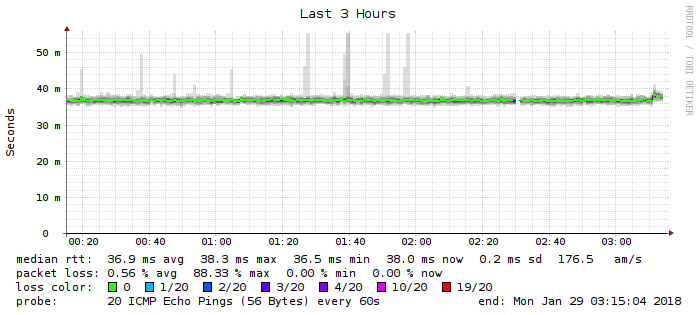 Last 3 Hours
RRDTOOL / TOBI OETIKER
Seconds
50 m
40 m
30 m
20 m
10 m
0
00:20 00:40 01:00 01:20 01:40 02:00 02:20 02:40 03:00
median rtt: 36.9 ms avg 38.3 ms max 36.5 ms min 38.0 ms now 0.2 ms sd 176.5 am/s
packet loss: 0.56 % avg 88.33 % max 0.00 % min 0.00 % now
loss color: 0 1/20 2/20 3/20 4/20 10/20 19/20
probe: 20 ICMP Echo Pings (56 Bytes) every 60s end: Mon Jan 29 03:15:04 2018